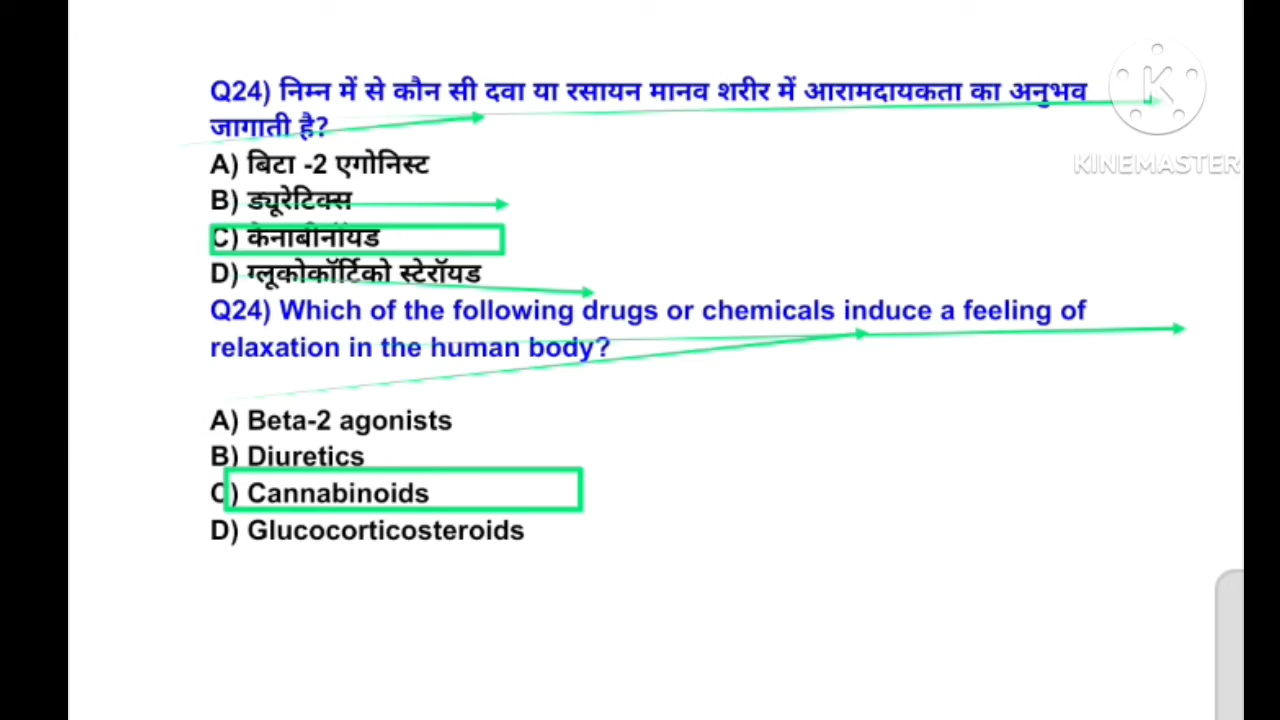 Q24) निम्न में से कौन सी दवा या रसायन मानव शरीर में आरामदायकता का अनुभव
जागाती है?
A) बिटा -2 एगोनिस्ट
B) ड्यूरेटिक्स
C) केनाबीनॉयड
D) ग्लूकोकॉर्टिको स्टेरॉयड
Q24) Which of the following drugs or chemicals induce a feeling of
relaxation in the human body?
A) Beta-2 agonists
B) Diuretics
C) Cannabinoids
D) Glucocorticosteroids
K
KINEMASTER